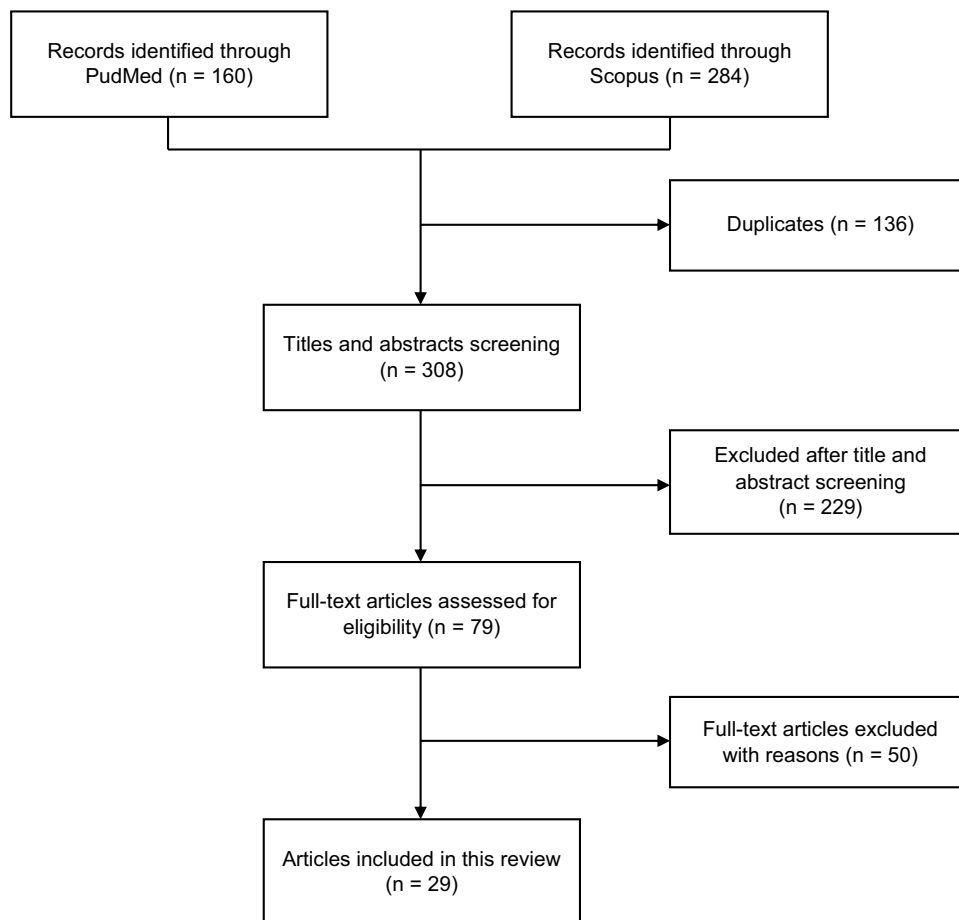 Records identified through
PudMed (n = 160)
Records identified through
Scopus (n = 284)
Duplicates (n = 136)
Titles and abstracts screening
(n = 308)
Excluded after title and
abstract screening
(n = 229)
Full-text articles assessed for
eligibility (n = 79)
Full-text articles excluded
with reasons (n = 50)
Articles included in this review
(n = 29)